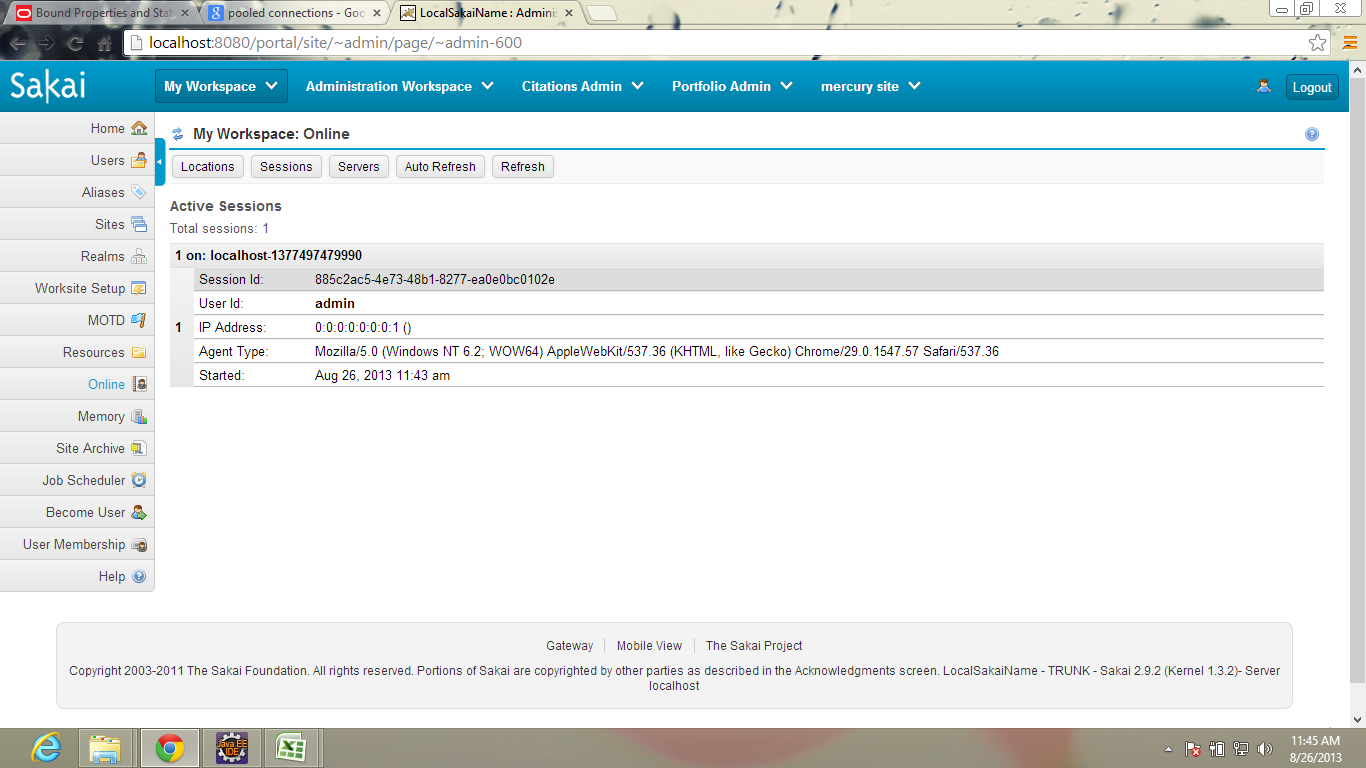 Bound Properties and Stat
pooled connections - Goo
LocalSakaiName : Adminis
localhost:8080/portal/site/~admin/page/~admin-600
Sakai
My Workspace
Administration Workspace
Citations Admin
Portfolio Admin
mercury site
Logout
Home
Users
Aliases
Sites
Realms
Worksite Setup
MOTD
Resources
Online
Memory
Site Archive
Job Scheduler
Become User
User Membership
Help
My Workspace: Online
Locations
Sessions
Servers
Auto Refresh
Refresh
Active Sessions
Total sessions: 1
1 on: localhost-1377497479990
1
Session Id: 885c2ac5-4e73-48b1-8277-ea0e0bc0102e
User Id: admin
IP Address: 0:0:0:0:0:0:0:1 ()
Agent Type: Mozilla/5.0 (Windows NT 6.2; WOW64) AppleWebKit/537.36 (KHTML, like Gecko) Chrome/29.0.1547.57 Safari/537.36
Started: Aug 26, 2013 11:43 am
Gateway
Mobile View
The Sakai Project
Copyright 2003-2011 The Sakai Foundation. All rights reserved. Portions of Sakai are copyrighted by other parties as described in the Acknowledgments screen. LocalSakaiName - TRUNK - Sakai 2.9.2 (Kernel 1.3.2)- Server
localhost
Java EE
IDE
11:45 AM
8/26/2013